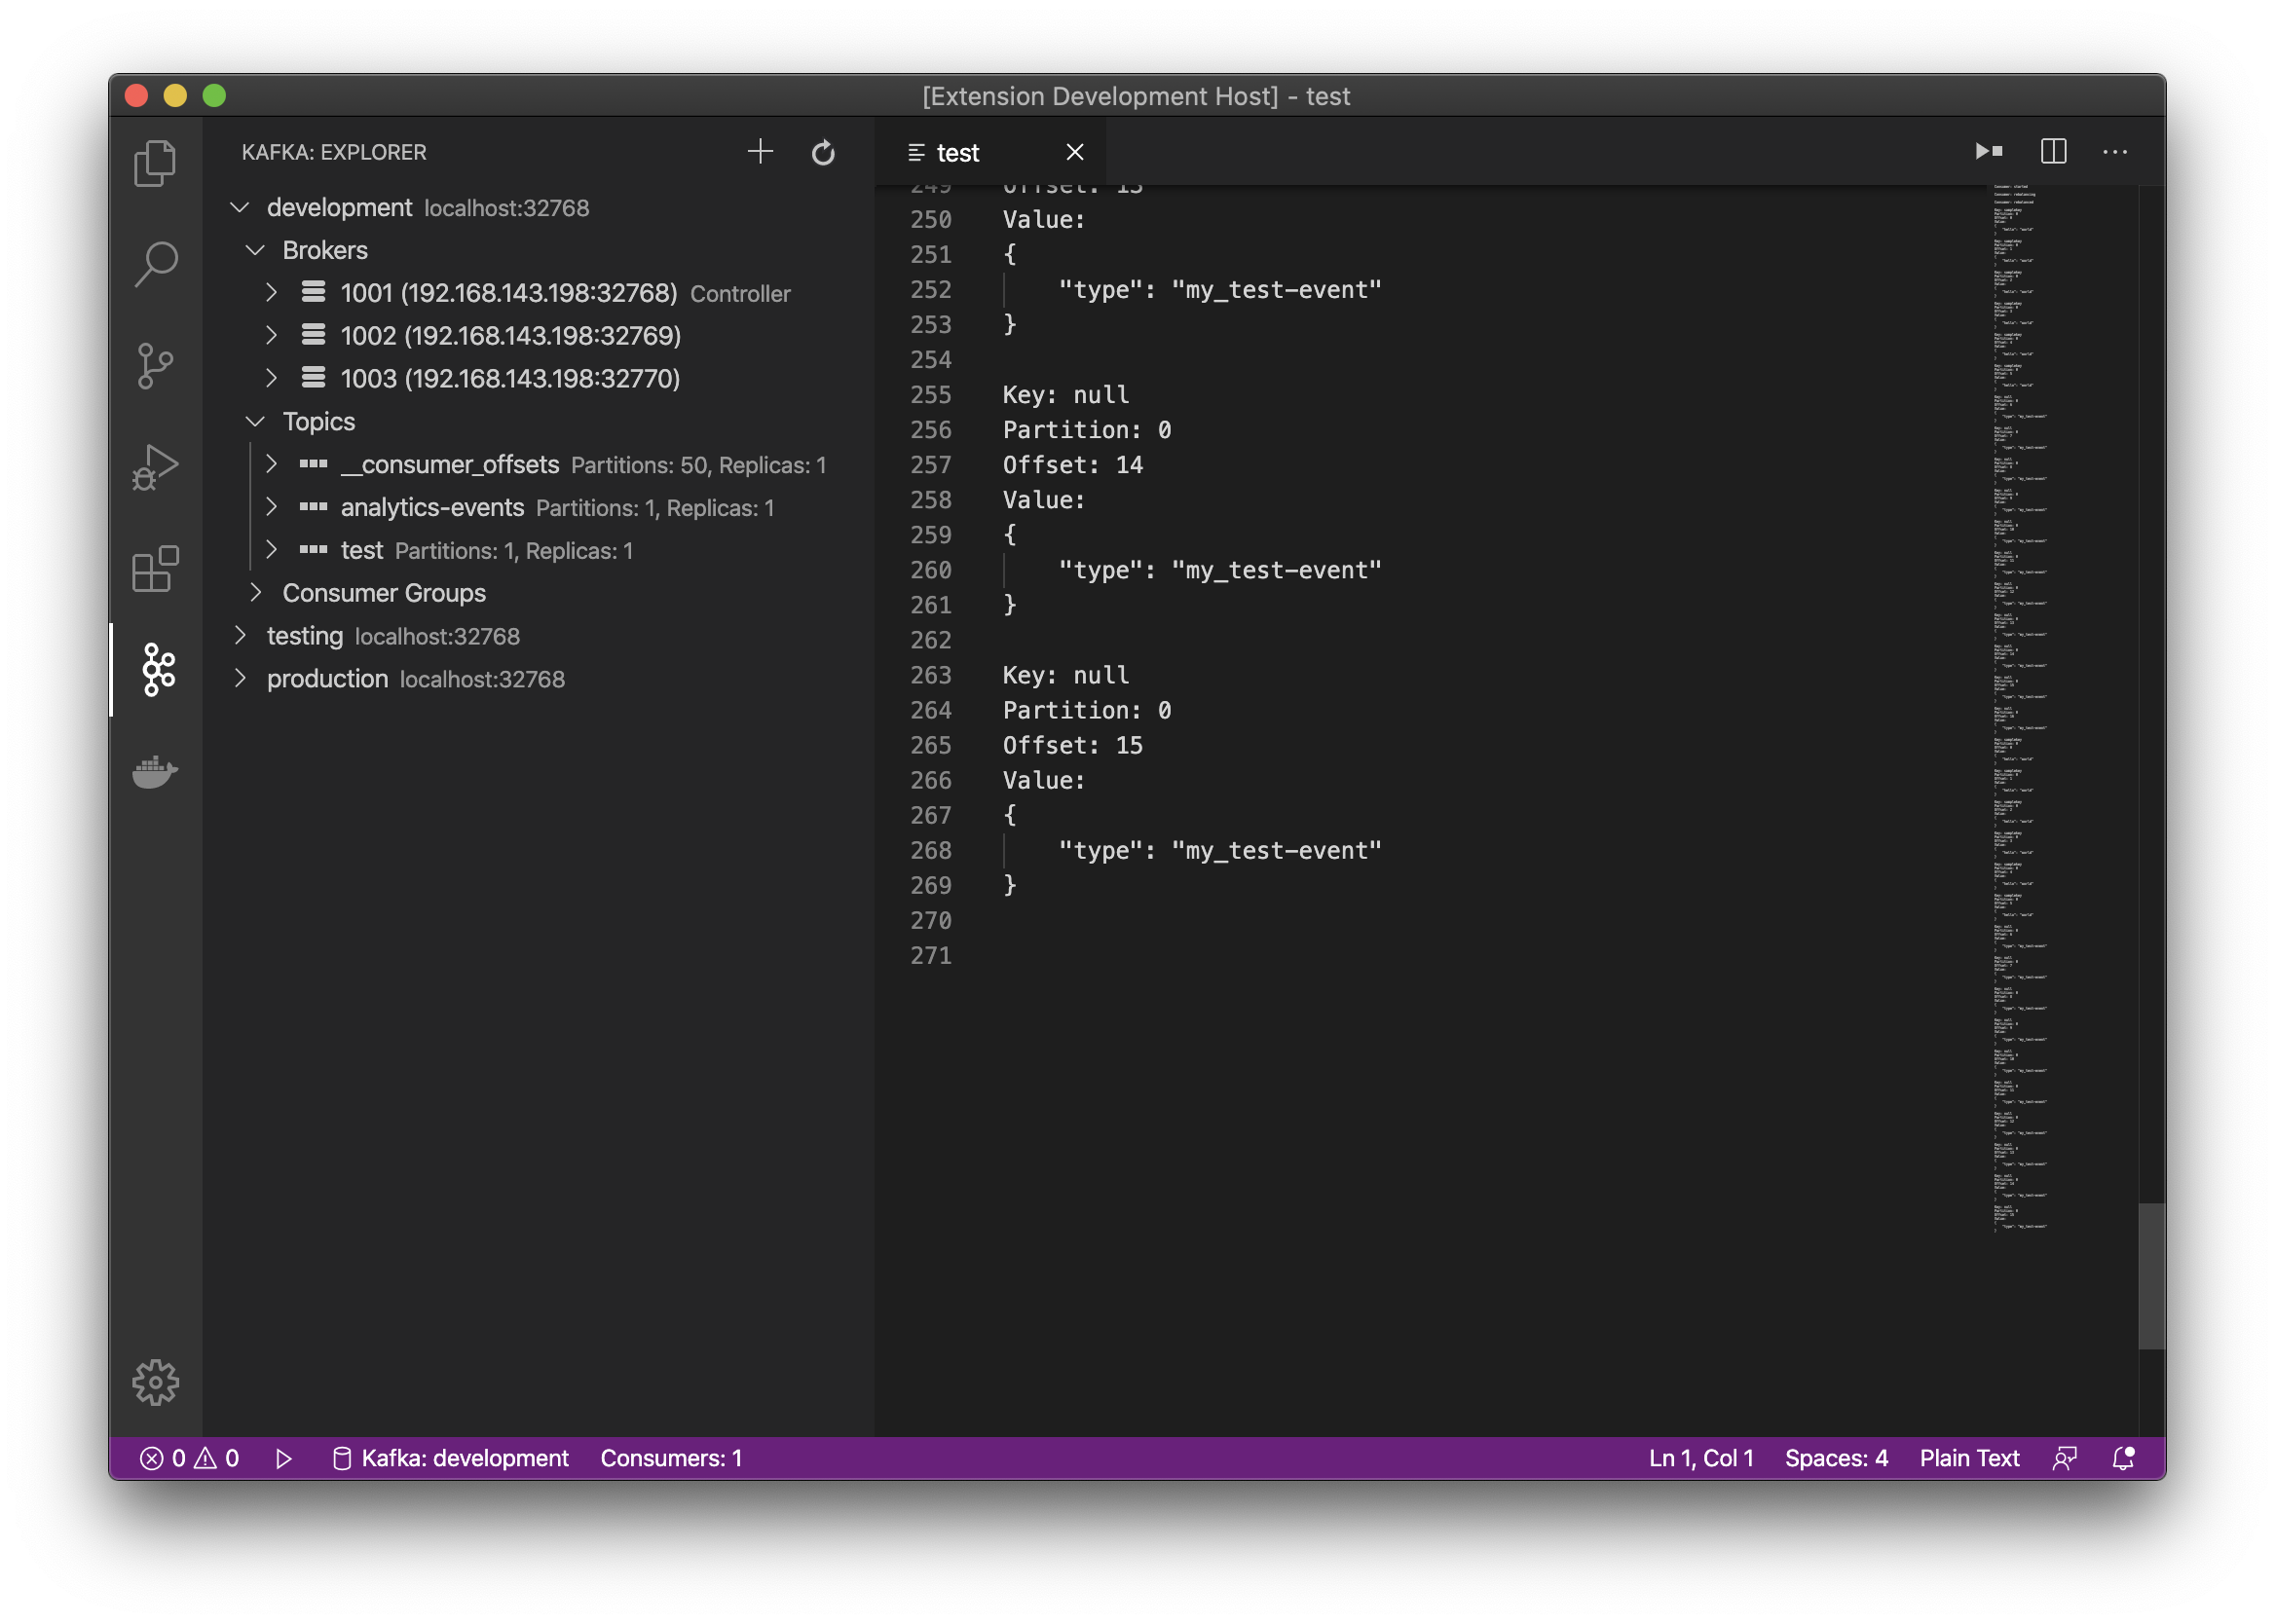 [Extension Development Host] - test
KAFKA: EXPLORER
development localhost:32768
Brokers
1001 (192.168.143.198:32768) Controller
1002 (192.168.143.198:32769)
1003 (192.168.143.198:32770)
Topics
__consumer_offsets Partitions: 50, Replicas: 1
analytics-events Partitions: 1, Replicas: 1
test Partitions: 1, Replicas: 1
Consumer Groups
testing localhost:32768
production localhost:32768
test
249 Offset: 13
250 Value:
251 {
252 "type": "my_test-event"
253 }
254
255 Key: null
256 Partition: 0
257 Offset: 14
258 Value:
259 {
260 "type": "my_test-event"
261 }
262
263 Key: null
264 Partition: 0
265 Offset: 15
266 Value:
267 {
268 "type": "my_test-event"
269 }
270
271
0 0 Kafka: development Consumers: 1 Ln 1, Col 1 Spaces: 4 Plain Text